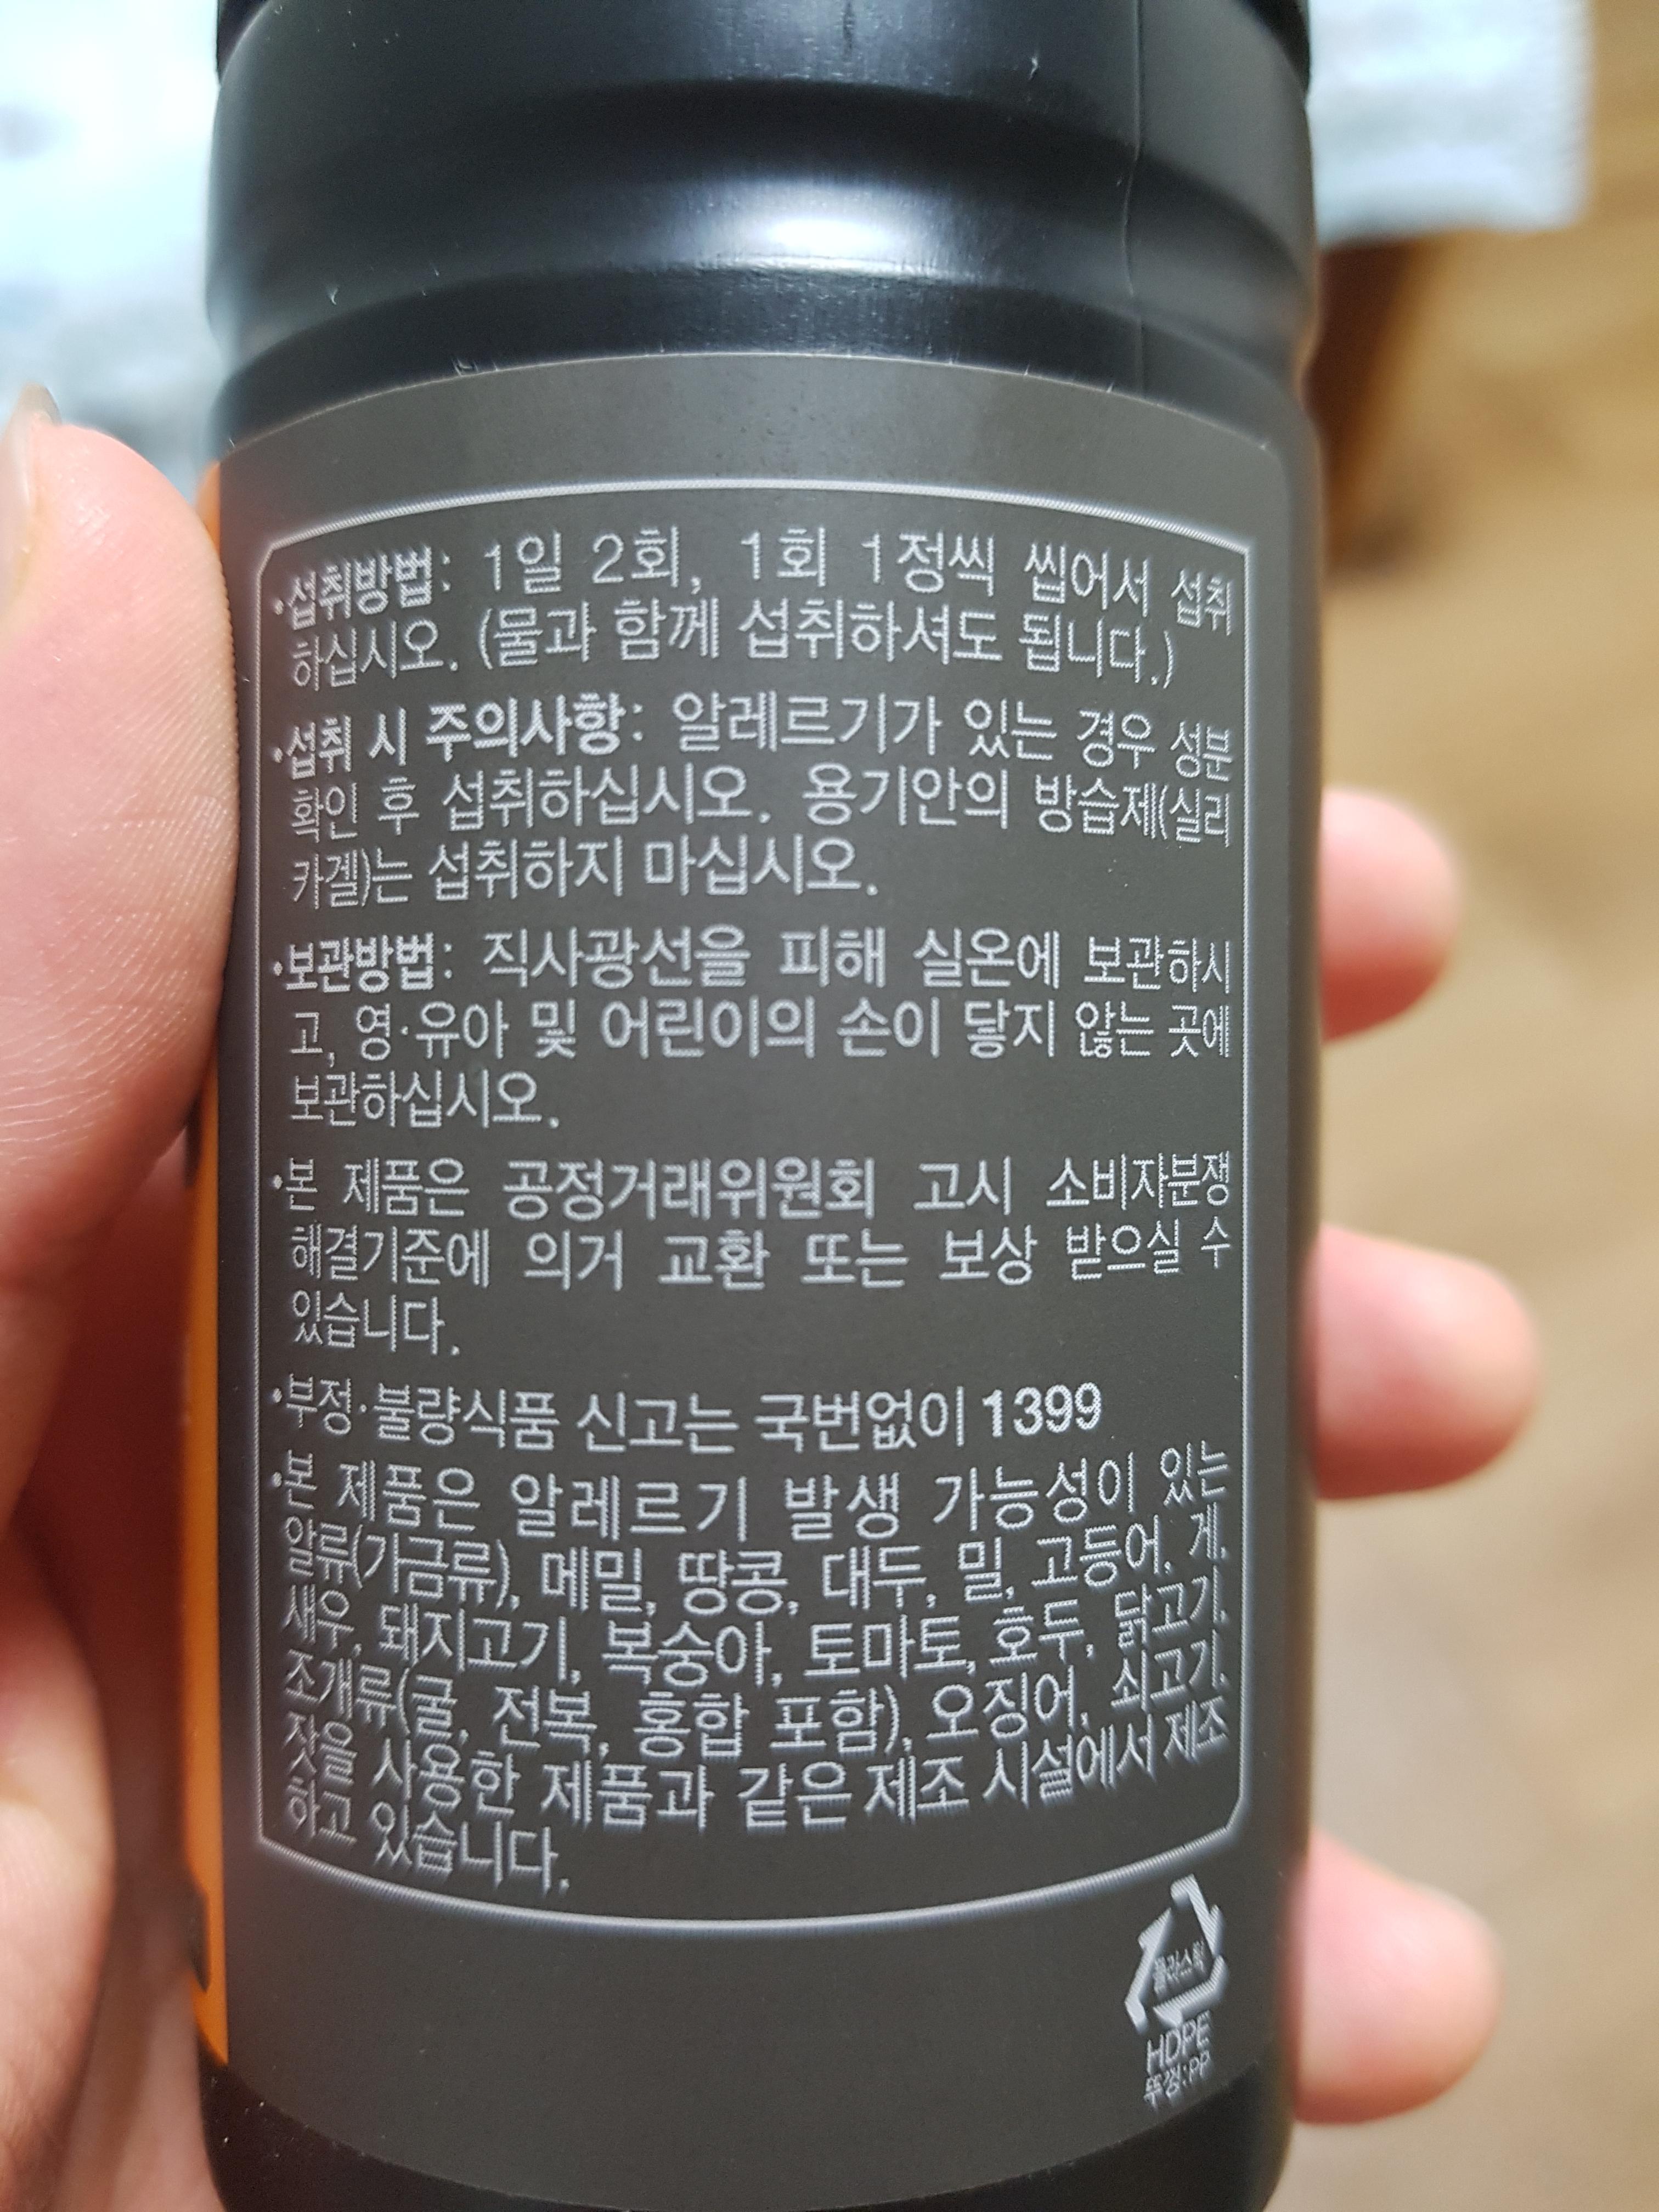 •섭취방법: 1일 2회, 1회 1정씩 씹어서 섭취
하십시오. (물과 함께 섭취하셔도 됩니다.)
•섭취 시 주의사항: 알레르기가 있는 경우 성분
확인 후 섭취하십시오. 용기안의 방습제(실리
카겔)는 섭취하지 마십시오.
•보관방법: 직사광선을 피해 실온에 보관하시
고, 영·유아 및 어린이의 손이 닿지 않는 곳에
보관하십시오.
•본 제품은 공정거래위원회 고시 소비자분쟁
해결기준에 의거 교환 또는 보상 받으실 수
있습니다.
•부정·불량식품 신고는 국번없이 1399
•본 제품은 알레르기 발생 가능성이 있는
알류(가금류), 메밀, 땅콩, 대두, 밀, 고등어, 게,
새우, 돼지고기, 복숭아, 토마토, 호두, 닭고기,
조개류(굴, 전복, 홍합 포함), 오징어, 쇠고기,
잣을 사용한 제품과 같은 제조 시설에서 제조
하고 있습니다.
플라스틱
HDPE
뚜껑:PP